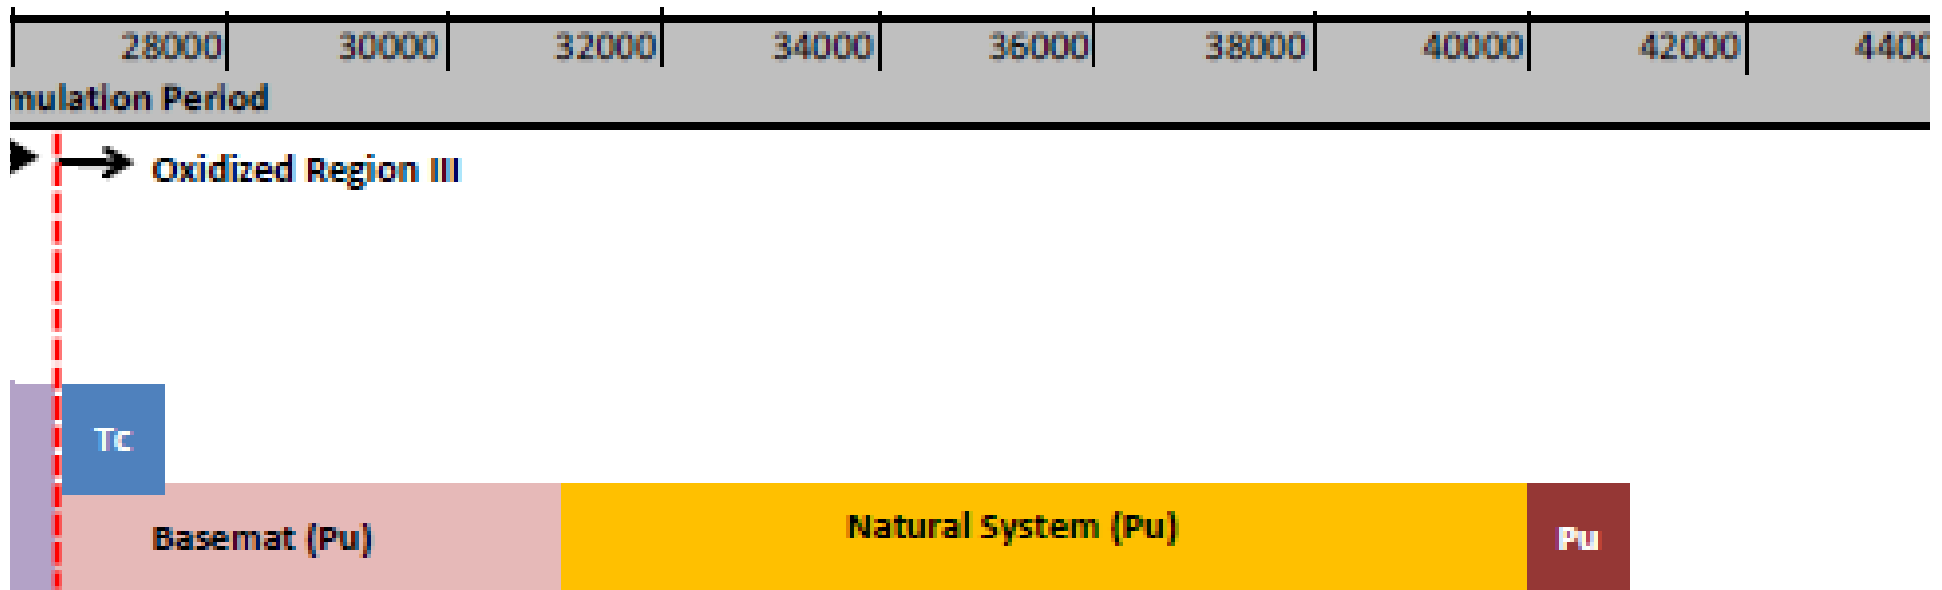 28000 30000 32000 34000 36000 38000 40000 42000 4400
mulation Period
Oxidized Region III
Tc
Basemat (Pu) Natural System (Pu) Pu